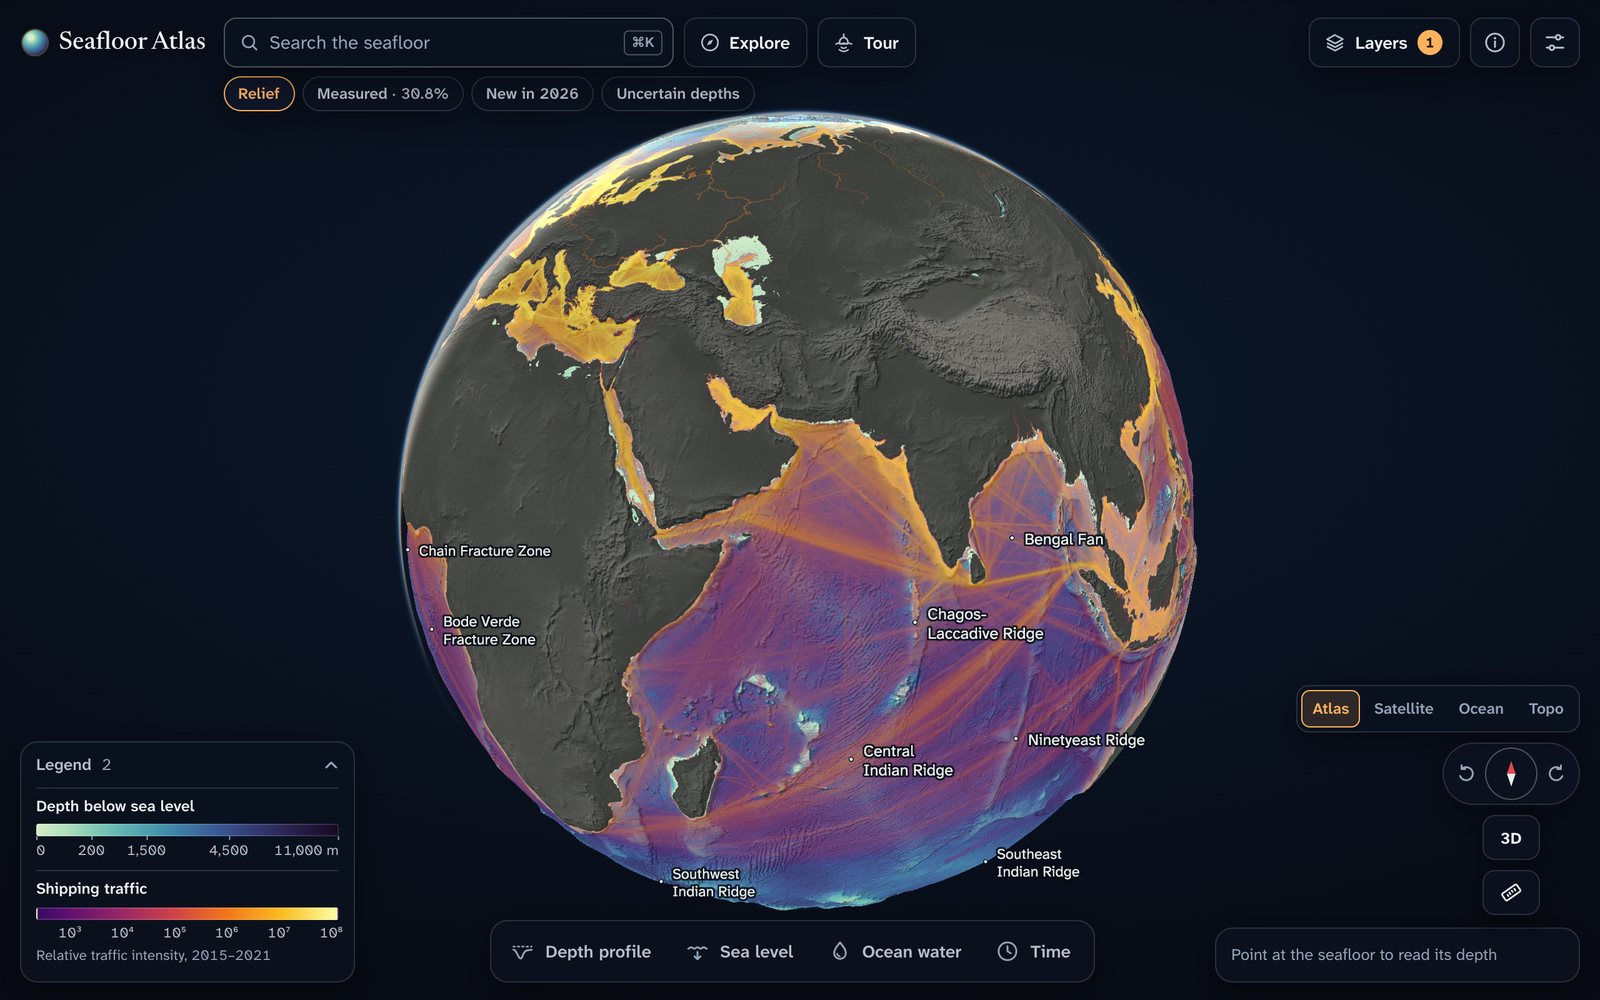 Seafloor Atlas
Search the seafloor
⌘K
Explore
Tour
Layers 1
Relief
Measured · 30.8%
New in 2026
Uncertain depths
Chain Fracture Zone
Bode Verde
Fracture Zone
Bengal Fan
Chagos-
Laccadive Ridge
Central
Indian Ridge
Ninetyeast Ridge
Southwest
Indian Ridge
Southeast
Indian Ridge
Atlas
Satellite
Ocean
Topo
3D
Legend 2
Depth below sea level
0 200 1,500 4,500 11,000 m
Shipping traffic
10³ 10⁴ 10⁵ 10⁶ 10⁷ 10⁸
Relative traffic intensity, 2015–2021
Depth profile
Sea level
Ocean water
Time
Point at the seafloor to read its depth